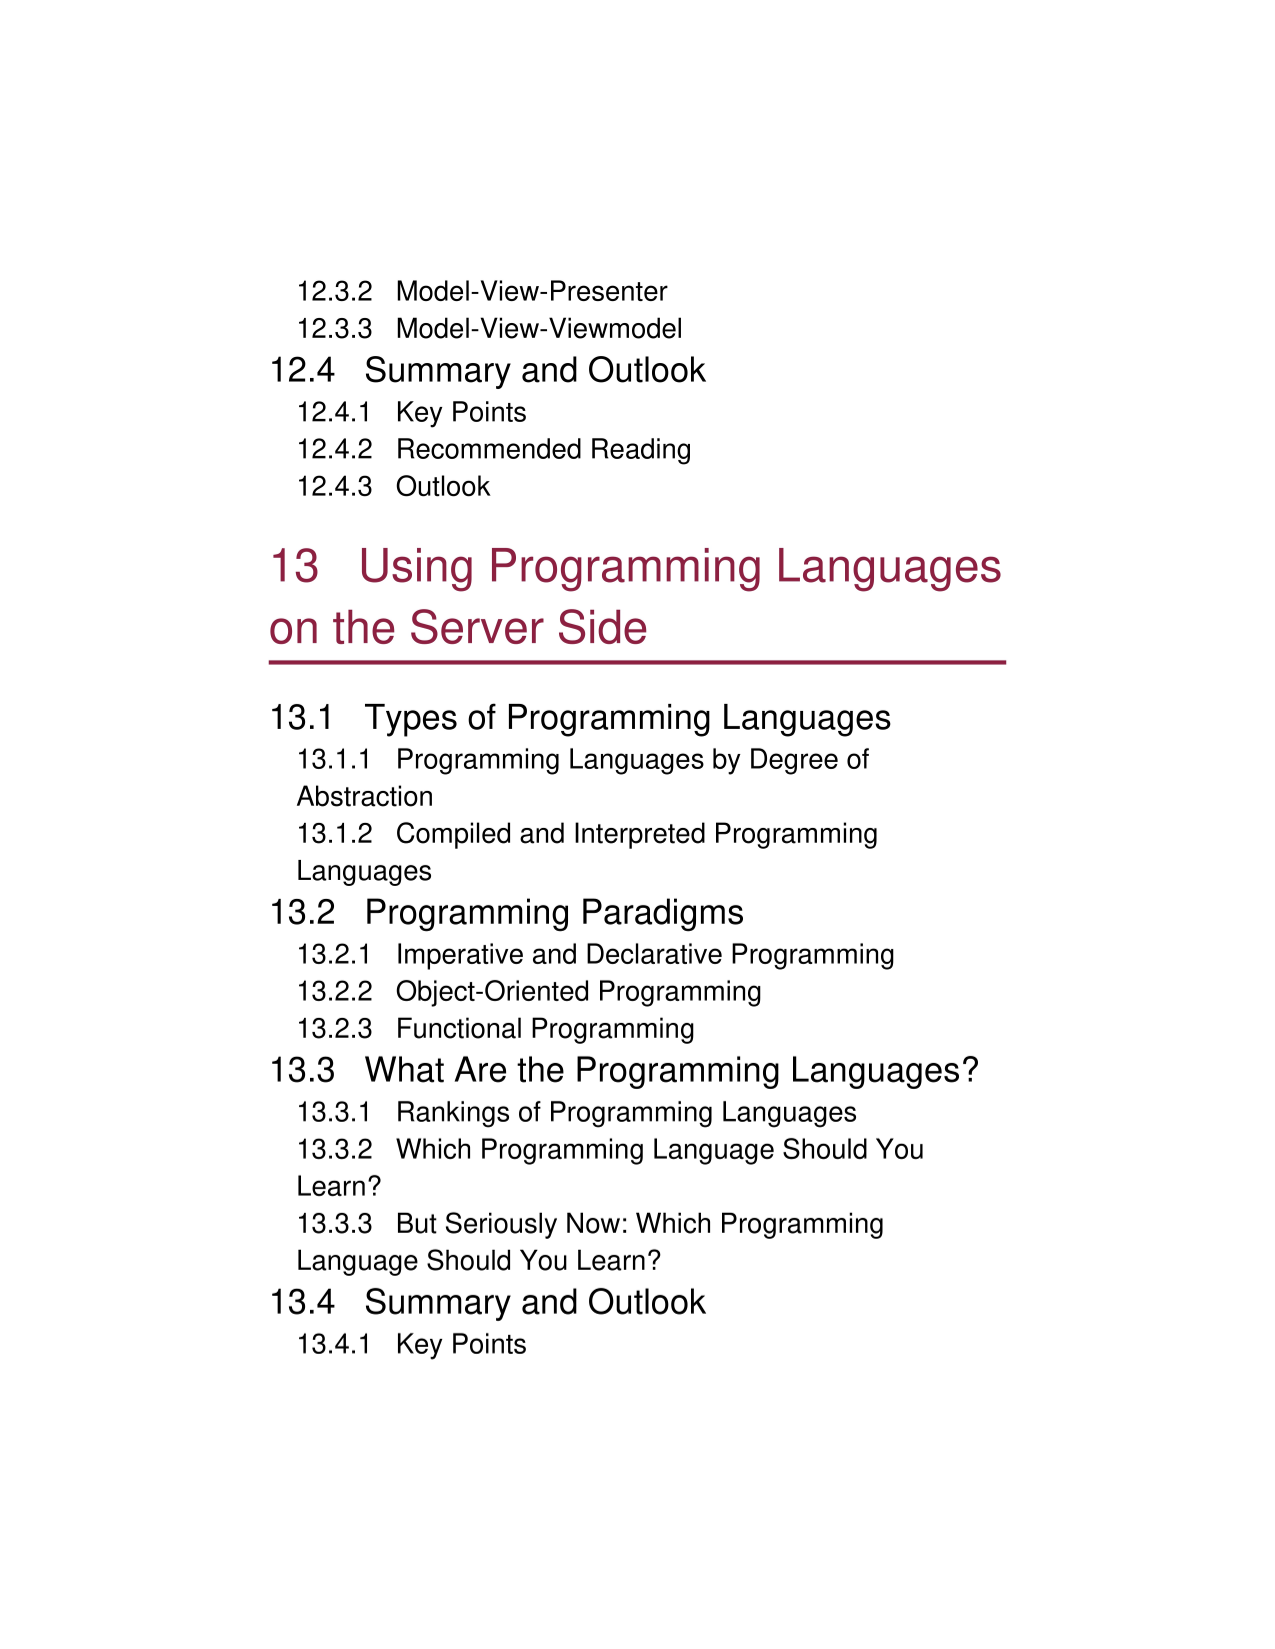 12.3.2 Model-View-Presenter
12.3.3 Model-View-Viewmodel
12.4 Summary and Outlook
12.4.1 Key Points
12.4.2 Recommended Reading
12.4.3 Outlook
13 Using Programming Languages
on the Server Side
13.1 Types of Programming Languages
13.1.1 Programming Languages by Degree of
Abstraction
13.1.2 Compiled and Interpreted Programming
Languages
13.2 Programming Paradigms
13.2.1 Imperative and Declarative Programming
13.2.2 Object-Oriented Programming
13.2.3 Functional Programming
13.3 What Are the Programming Languages?
13.3.1 Rankings of Programming Languages
13.3.2 Which Programming Language Should You
Learn?
13.3.3 But Seriously Now: Which Programming
Language Should You Learn?
13.4 Summary and Outlook
13.4.1 Key Points